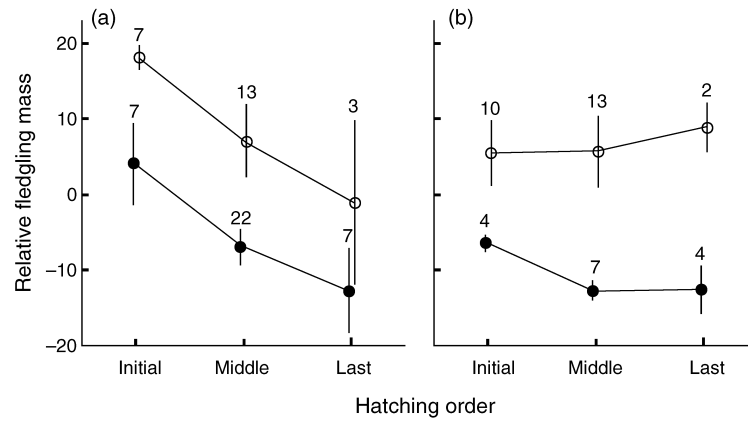 (a)
(b)
Relative fledgling mass
20
10
0
–10
–20
7
13
3
7
22
7
10
13
2
4
7
4
Initial
Middle
Last
Initial
Middle
Last
Hatching order